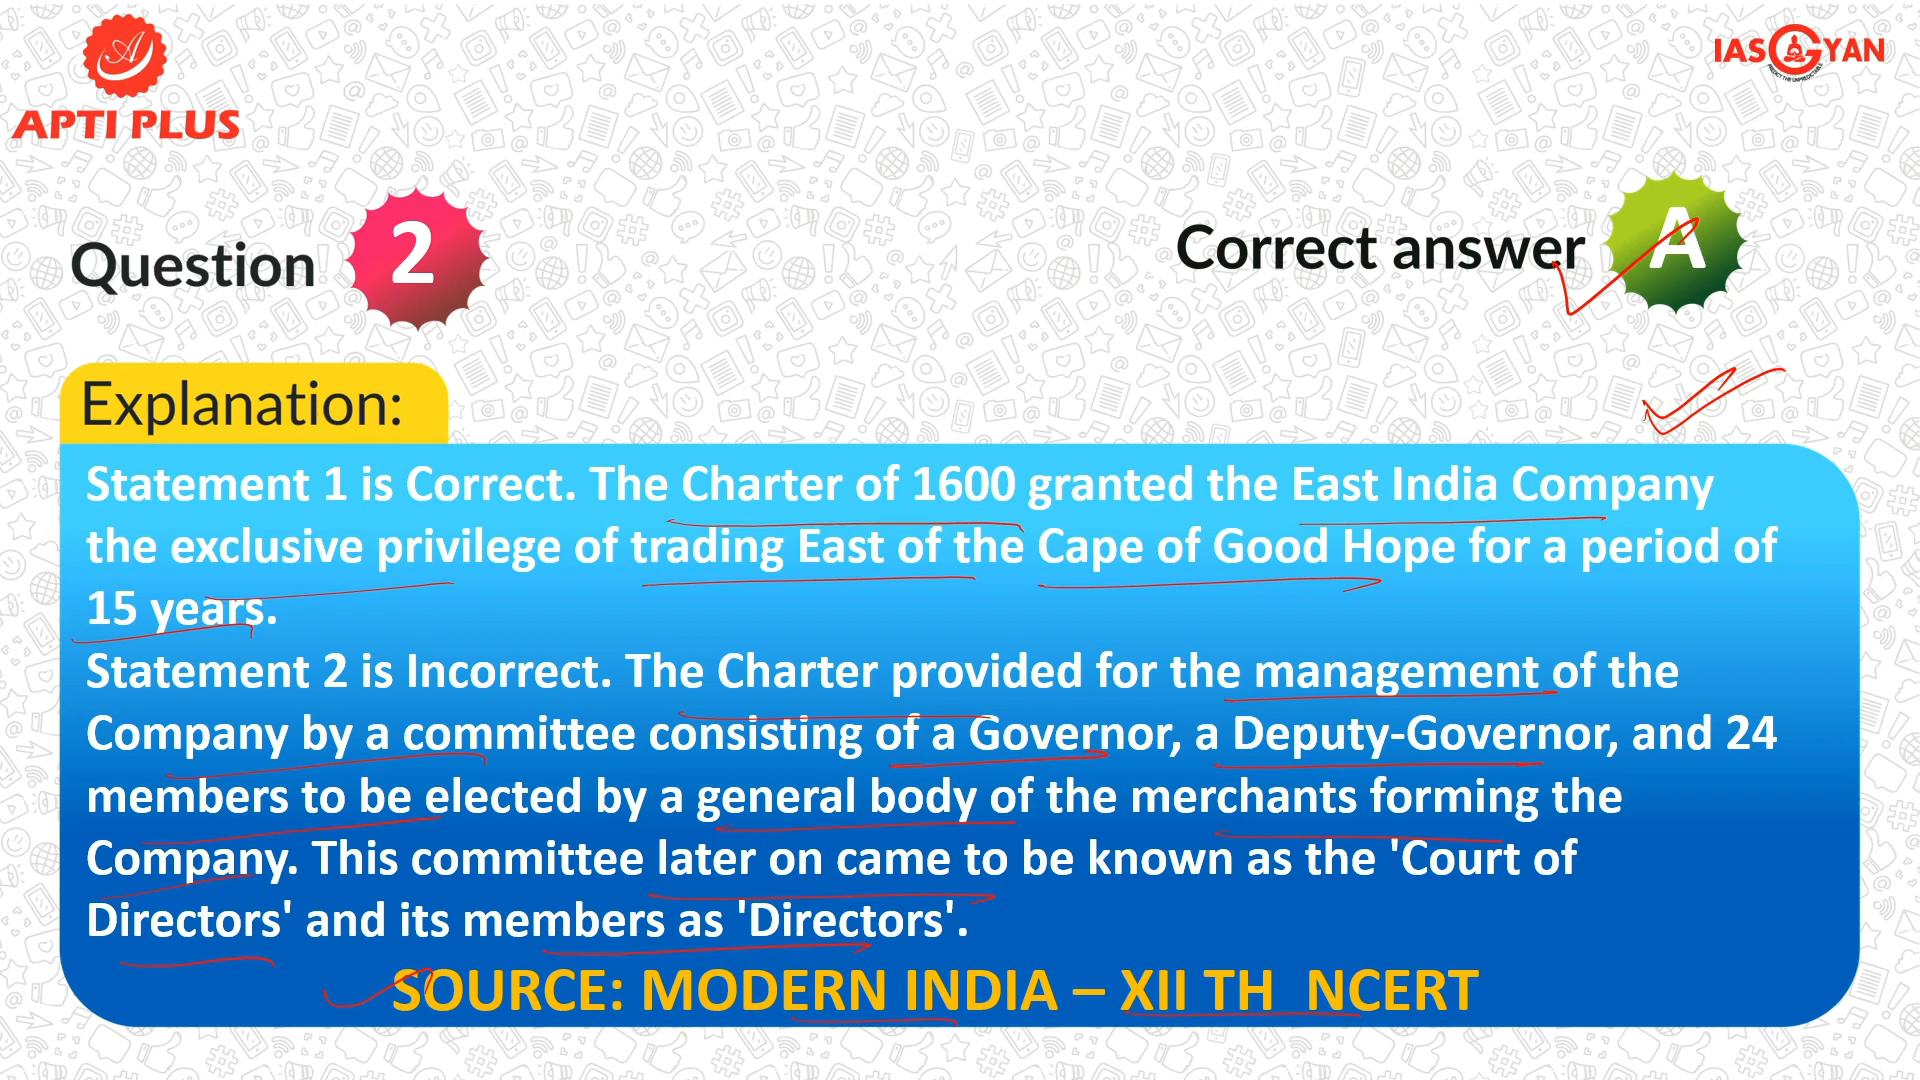 APTI PLUS
IASGYAN
PREDICT THE UNPREDICTABLE
Question 2
Correct answer A
Explanation:
Statement 1 is Correct. The Charter of 1600 granted the East India Company
the exclusive privilege of trading East of the Cape of Good Hope for a period of
15 years.
Statement 2 is Incorrect. The Charter provided for the management of the
Company by a committee consisting of a Governor, a Deputy-Governor, and 24
members to be elected by a general body of the merchants forming the
Company. This committee later on came to be known as the 'Court of
Directors' and its members as 'Directors'.
SOURCE: MODERN INDIA – XII TH NCERT